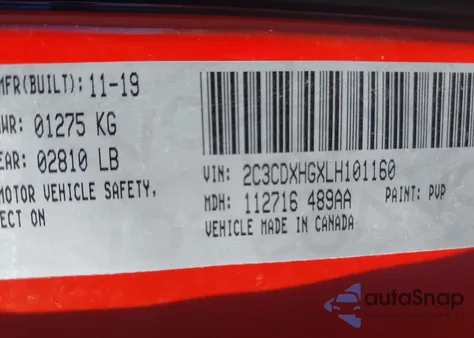 MFR(BUILT): 11-19
WR: 01275 KG
EAR: 02810 LB
MOTOR VEHICLE SAFETY,
ECT ON
VIN: 2C3CDXHGXLH101160
MDH: 112716 489AA PAINT: PVP
VEHICLE MADE IN CANADA
autoSnap